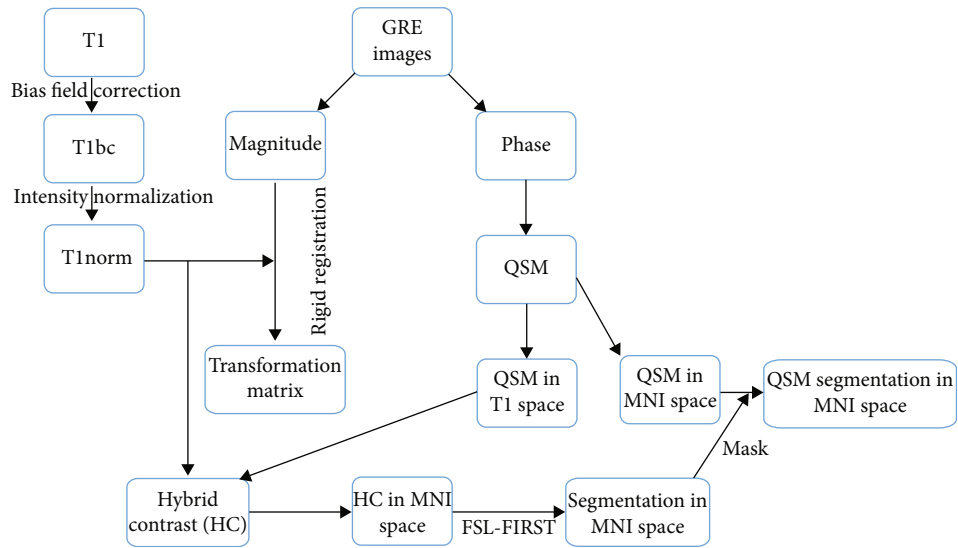 T1
GRE
images
Bias field correction
T1bc
Magnitude
Phase
Intensity normalization
T1norm
Rigid registration
QSM
Transformation
matrix
QSM in
T1 space
QSM in
MNI space
QSM segmentation in
MNI space
Mask
Hybrid
contrast (HC)
HC in MNI
space
FSL-FIRST
Segmentation in
MNI space